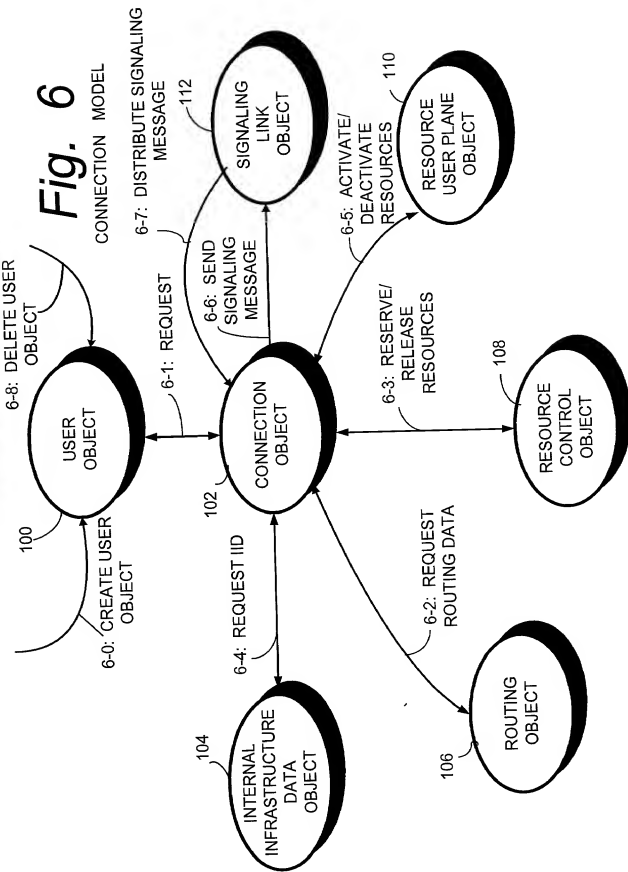 Fig. 6
CONNECTION MODEL
6-8: DELETE USER
OBJECT
USER
OBJECT
100
6-0: CREATE USER
OBJECT
6-1: REQUEST
6-7: DISTRIBUTE SIGNALING
MESSAGE
112
SIGNALING
LINK
OBJECT
6-6: SEND
SIGNALING
MESSAGE
102
CONNECTION
OBJECT
6-5: ACTIVATE/
DEACTIVATE
RESOURCES
110
RESOURCE
USER PLANE
OBJECT
6-4: REQUEST IID
104
INTERNAL
INFRASTRUCTURE
DATA
OBJECT
6-2: REQUEST
ROUTING DATA
106
ROUTING
OBJECT
6-3: RESERVE/
RELEASE
RESOURCES
108
RESOURCE
CONTROL
OBJECT